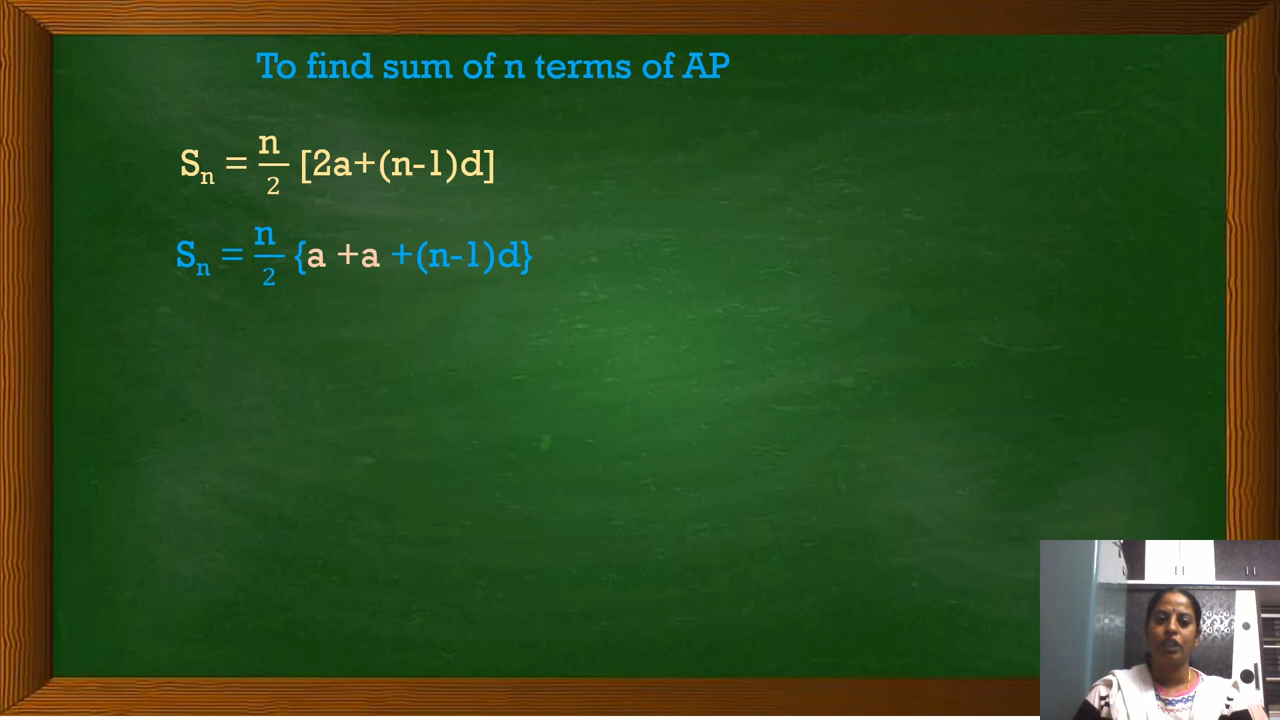 To find sum of n terms of AP
Sₙ = n/2 [2a+(n-1)d]
Sₙ = n/2 {a +a +(n-1)d}